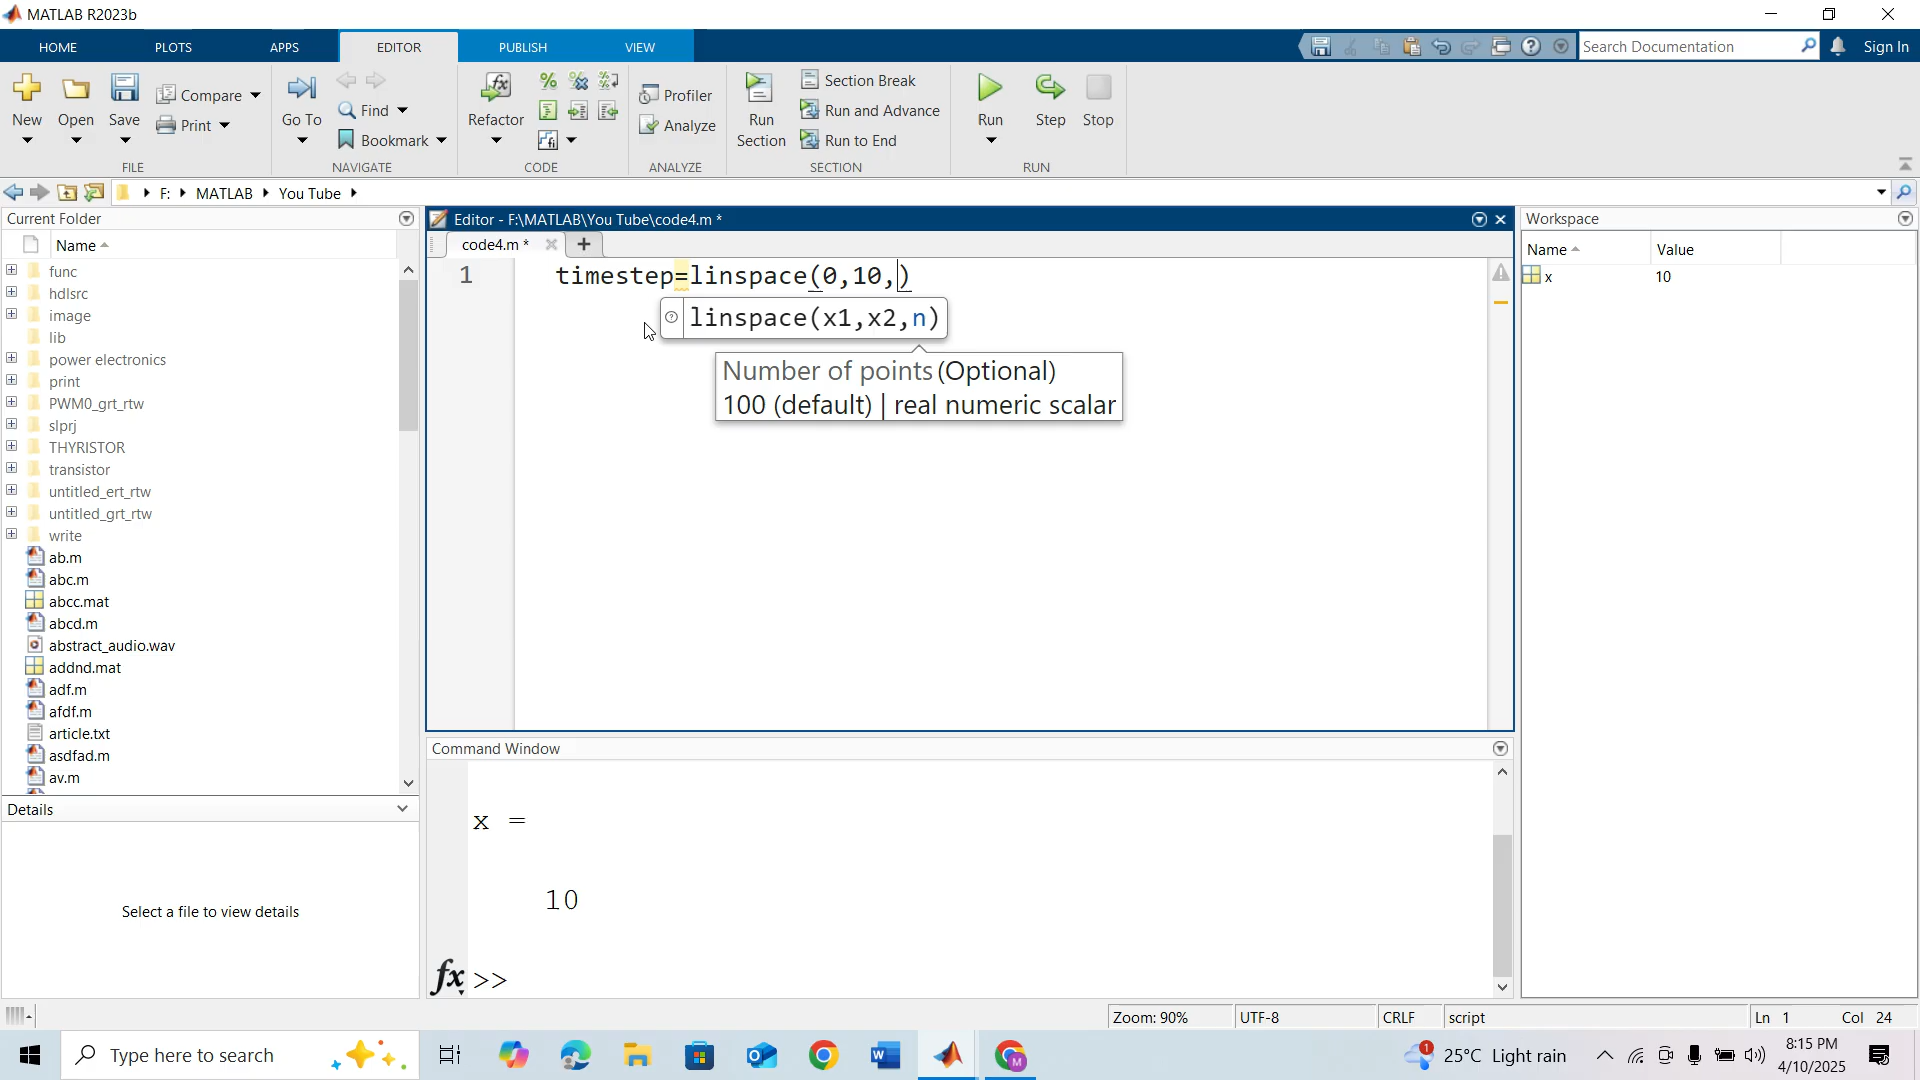 MATLAB R2023b
HOME PLOTS APPS EDITOR PUBLISH VIEW
Search Documentation
Sign In
New Open Save Compare Print
Go To Find Bookmark
Refactor
Profiler Analyze
Run Section
Section Break
Run and Advance
Run to End
Run Step Stop
FILE NAVIGATE CODE ANALYZE SECTION RUN
F: MATLAB You Tube
Current Folder
Name
func
hdlsrc
image
lib
power electronics
print
PWM0_grt_rtw
slprj
THYRISTOR
transistor
untitled_ert_rtw
untitled_grt_rtw
write
ab.m
abc.m
abcc.mat
abcd.m
abstract_audio.wav
addnd.mat
adf.m
afdf.m
article.txt
asdfad.m
av.m
Details
Select a file to view details
Editor - F:\MATLAB\You Tube\code4.m *
code4.m *
1 timestep=linspace(0,10,)
linspace(x1,x2,n)
Number of points (Optional)
100 (default) | real numeric scalar
Command Window
x =
10
fx >>
Workspace
Name Value
x 10
Zoom: 90% UTF-8 CRLF script Ln 1 Col 24
Type here to search
1
25°C Light rain
8:15 PM
4/10/2025